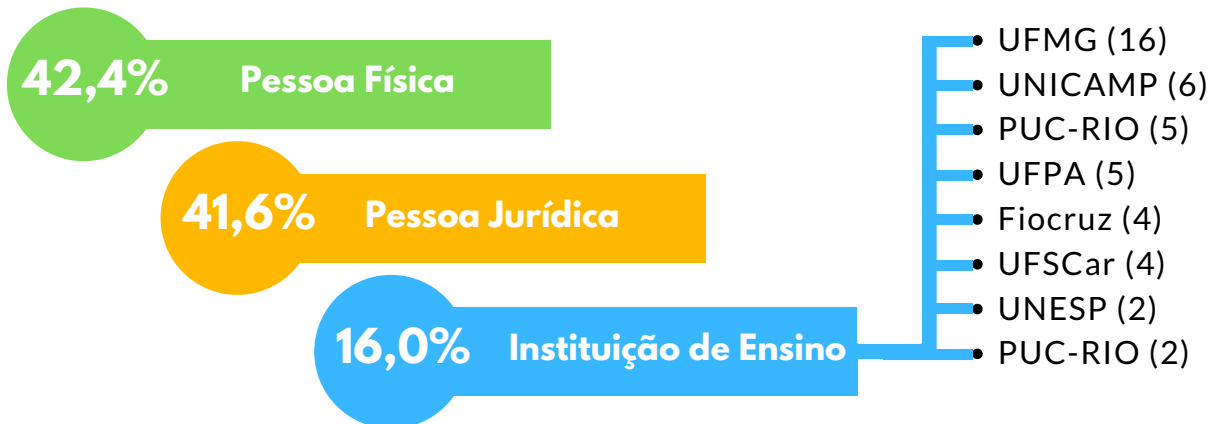 42,4% Pessoa Física
41,6% Pessoa Jurídica
16,0% Instituição de Ensino
UFMG (16)
UNICAMP (6)
PUC-RIO (5)
UFPA (5)
Fiocruz (4)
UFSCar (4)
UNESP (2)
PUC-RIO (2)